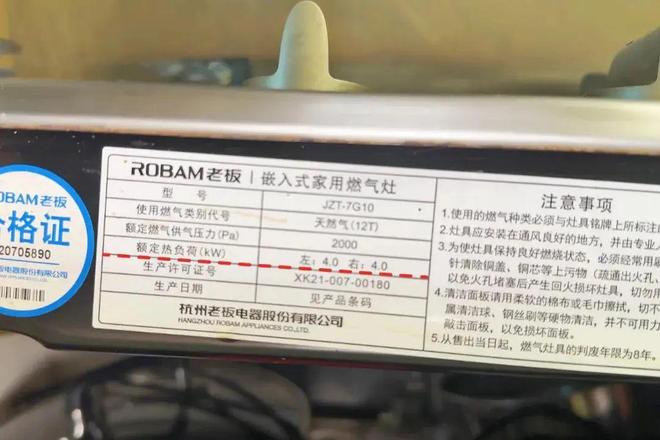 ROBAM老板
合格证
20705890
板电器股份有限公司
ROBAM老板 | 嵌入式家用燃气灶
型 号 JZT-7G10
使用燃气类别代号 天然气(12T)
额定燃气供气压力(Pa) 2000
额定热负荷(kW) 左:4.0 右:4.0
生产许可证号 XK21-007-00180
生产日期 见产品条码
杭州老板电器股份有限公司
HANGZHOU ROBAM APPLIANCES CO.,LTD.
注意事项
1.使用的燃气种类必须与灶具铭牌上所标注
2.灶应安装在通风良好的地方,并由专业
3.为使灶具保持良好燃烧状态,必须经常用
针清除铜盖、铜芯等上污物(疏通出火孔、
以免火孔堵塞后产生回火损坏灶具,切勿用
4.清洁面板请用柔软的棉布或毛巾擦拭,切不
属清洁球、钢丝刷等硬物清洁,并不可用力
敲击面板,以免损坏面板。
5.从售出当日起,燃气灶具的判废年限为8年。